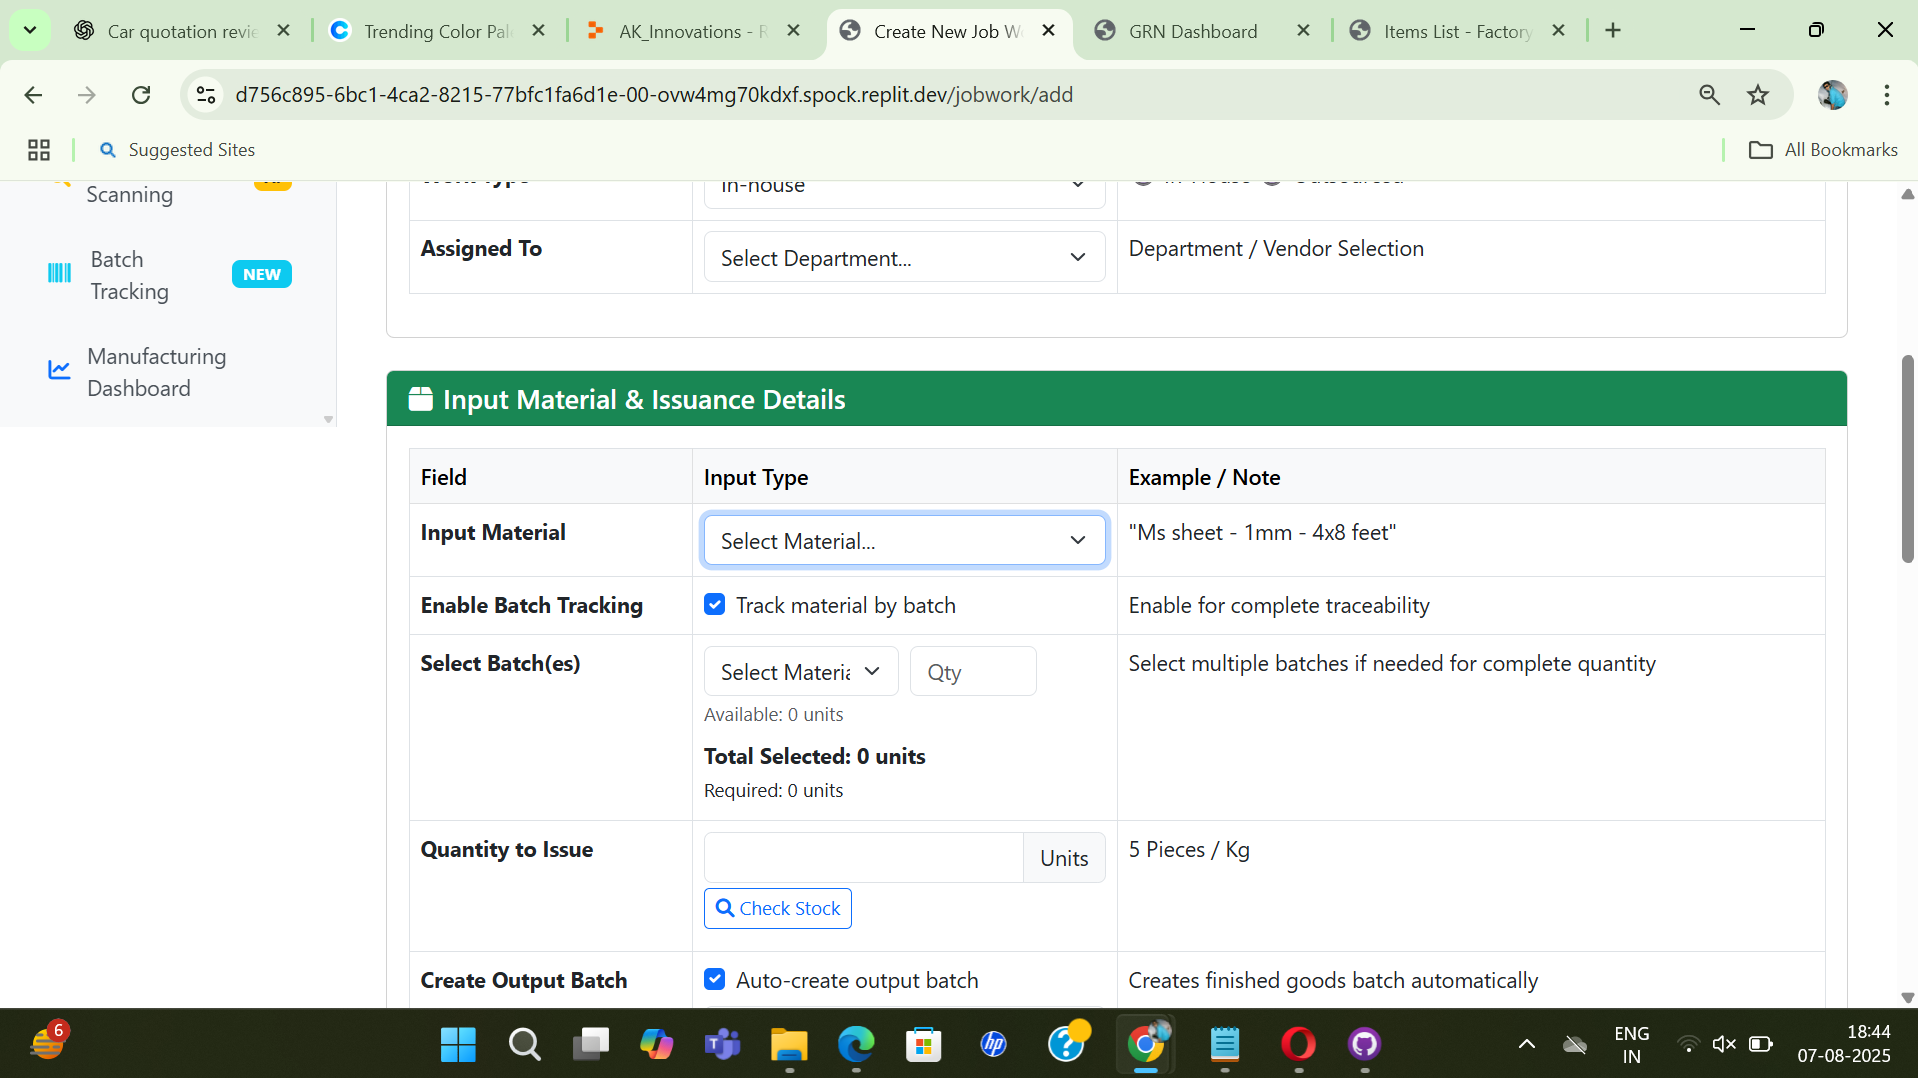 Car quotation revie
Trending Color Pal
AK_Innovations - R
Create New Job W
GRN Dashboard
Items List - Factory
d756c895-6bc1-4ca2-8215-77bfc1fa6d1e-00-ovw4mg70kdxf.spock.replit.dev/jobwork/add
Suggested Sites
All Bookmarks
Scanning
Batch
Tracking
NEW
Manufacturing
Dashboard
In-house
Assigned To
Select Department...
Department / Vendor Selection
Input Material & Issuance Details
Field
Input Type
Example / Note
Input Material
Select Material...
"Ms sheet - 1mm - 4x8 feet"
Enable Batch Tracking
Track material by batch
Enable for complete traceability
Select Batch(es)
Select Materia
Qty
Select multiple batches if needed for complete quantity
Available: 0 units
Total Selected: 0 units
Required: 0 units
Quantity to Issue
Units
5 Pieces / Kg
Check Stock
Create Output Batch
Auto-create output batch
Creates finished goods batch automatically
6
T
hp
?
ENG
IN
18:44
07-08-2025